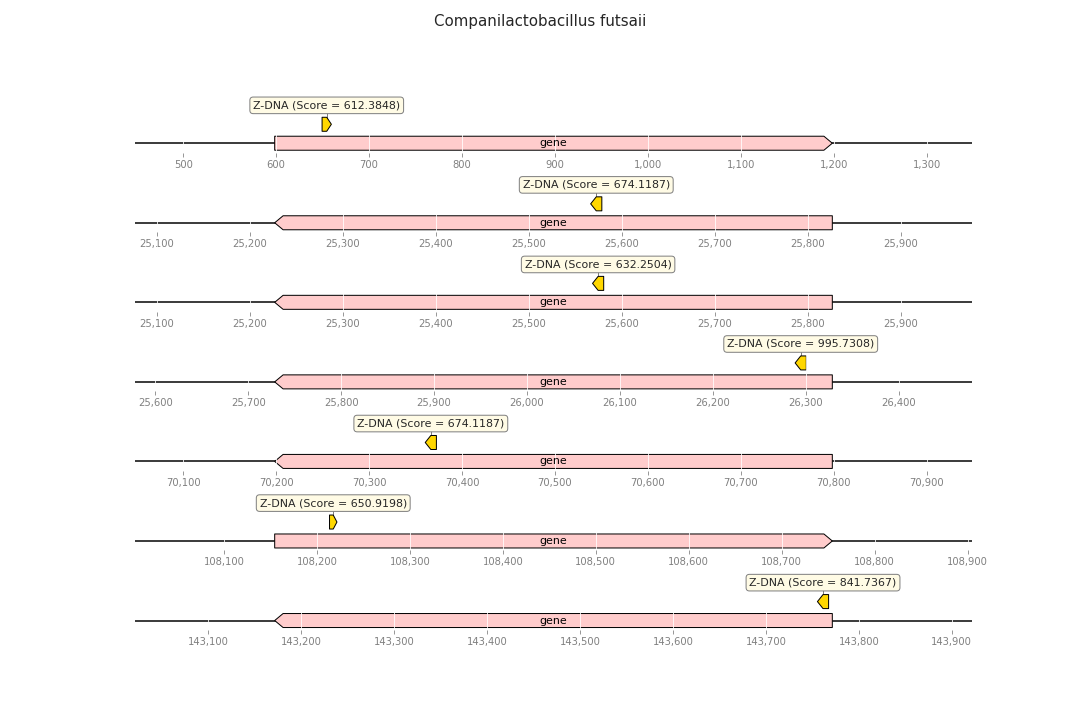 Companilactobacillus futsaii
Z-DNA (Score = 612.3848)
gene
500 600 700 800 900 1,000 1,100 1,200 1,300
Z-DNA (Score = 674.1187)
gene
25,100 25,200 25,300 25,400 25,500 25,600 25,700 25,800 25,900
Z-DNA (Score = 632.2504)
gene
25,100 25,200 25,300 25,400 25,500 25,600 25,700 25,800 25,900
Z-DNA (Score = 995.7308)
gene
25,600 25,700 25,800 25,900 26,000 26,100 26,200 26,300 26,400
Z-DNA (Score = 674.1187)
gene
70,100 70,200 70,300 70,400 70,500 70,600 70,700 70,800 70,900
Z-DNA (Score = 650.9198)
gene
108,100 108,200 108,300 108,400 108,500 108,600 108,700 108,800 108,900
Z-DNA (Score = 841.7367)
gene
143,100 143,200 143,300 143,400 143,500 143,600 143,700 143,800 143,900